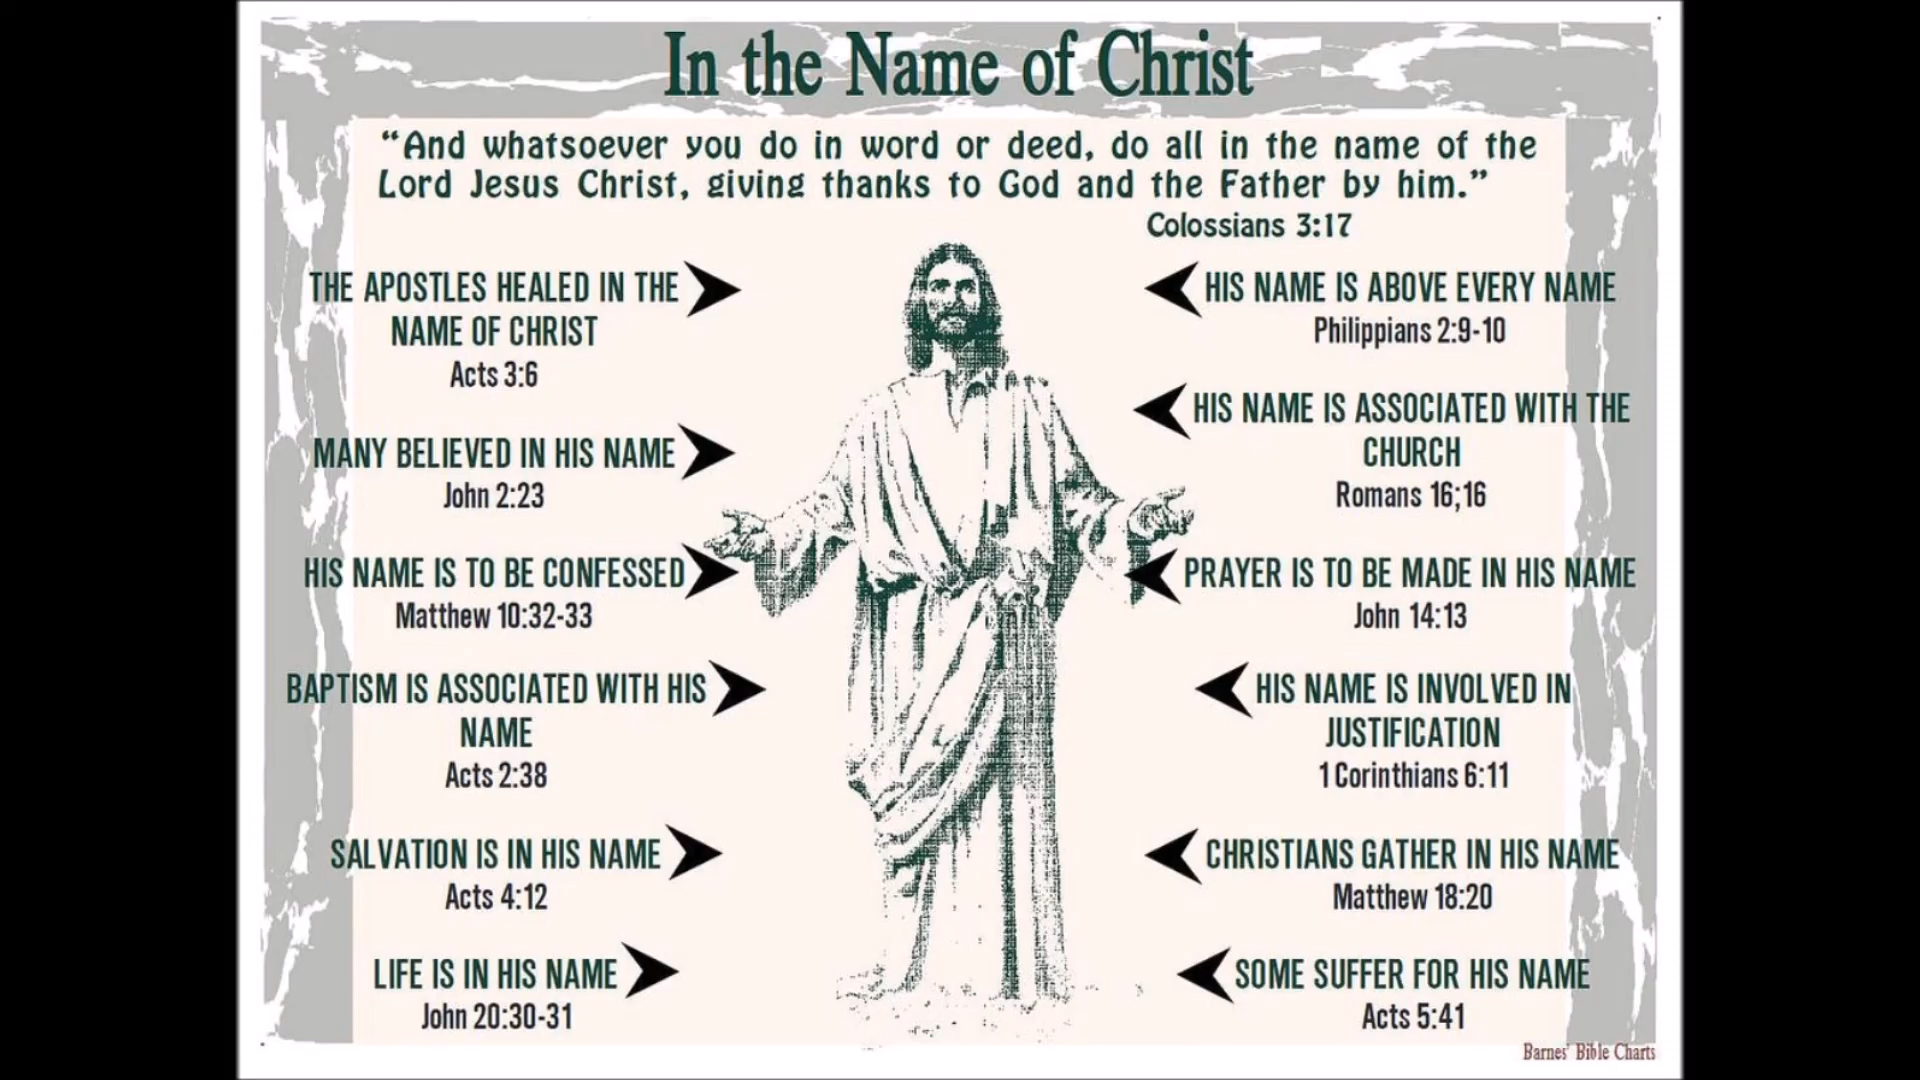 In the Name of Christ
“And whatsoever you do in word or deed, do all in the name of the
Lord Jesus Christ, giving thanks to God and the Father by him.”
Colossians 3:17
THE APOSTLES HEALED IN THE
NAME OF CHRIST
Acts 3:6
MANY BELIEVED IN HIS NAME
John 2:23
HIS NAME IS TO BE CONFESSED
Matthew 10:32-33
BAPTISM IS ASSOCIATED WITH HIS
NAME
Acts 2:38
SALVATION IS IN HIS NAME
Acts 4:12
LIFE IS IN HIS NAME
John 20:30-31
HIS NAME IS ABOVE EVERY NAME
Philippians 2:9-10
HIS NAME IS ASSOCIATED WITH THE
CHURCH
Romans 16;16
PRAYER IS TO BE MADE IN HIS NAME
John 14:13
HIS NAME IS INVOLVED IN
JUSTIFICATION
1 Corinthians 6:11
CHRISTIANS GATHER IN HIS NAME
Matthew 18:20
SOME SUFFER FOR HIS NAME
Acts 5:41
Barnes' Bible Charts